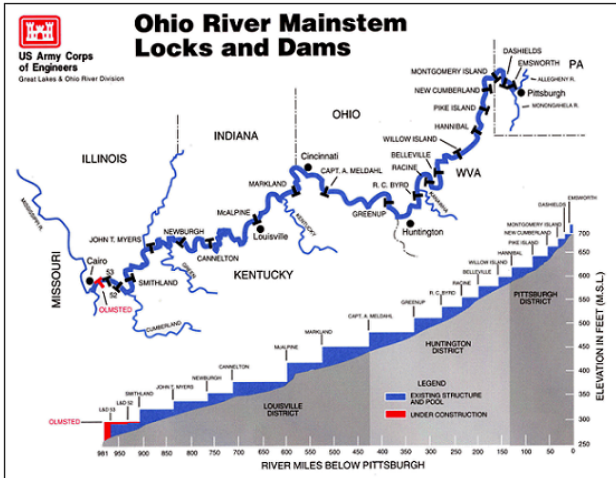 Ohio River Mainstem
Locks and Dams
US Army Corps
of Engineers
Great Lakes & Ohio River Division
PA
DASHIELDS
EMSWORTH
MONTGOMERY ISLAND
ALLEGHENY R.
NEW CUMBERLAND
Pittsburgh
PIKE ISLAND
MONONGAHELA R.
OHIO
HANNIBAL
INDIANA
WILLOW ISLAND
ILLINOIS
Cincinnati
BELLEVILLE
WVA
RACINE
CAPT. A. MELDAHL
MARKLAND
R. C. BYRD
KANAWHA
MISSISSIPPI R.
McALPINE
GREENUP
NEWBURGH
KENTUCKY
Huntington
JOHN T. MYERS
Louisville
CANNELTON
MISSOURI
Cairo
GREEN
KENTUCKY
53
52
SMITHLAND
OLMSTED
CUMBERLAND
EMSWORTH
DASHIELDS
MONTGOMERY ISLAND
NEW CUMBERLAND
PIKE ISLAND
HANNIBAL
WILLOW ISLAND
BELLEVILLE
RACINE
R. C. BYRD
GREENUP
CAPT. A. MELDAHL
MARKLAND
McALPINE
CANNELTON
NEWBURGH
JOHN T. MYERS
SMITHLAND
L&D 52
L&D 53
OLMSTED
PITTSBURGH
DISTRICT
HUNTINGTON
DISTRICT
LOUISVILLE
DISTRICT
LEGEND
EXISTING STRUCTURE
AND POOL
UNDER CONSTRUCTION
700
650
600
550
500
450
400
350
300
250
ELEVATION IN FEET (M.S.L.)
981 950 900 850 800 750 700 650 600 550 500 450 400 350 300 250 200 150 100 50 0
RIVER MILES BELOW PITTSBURGH